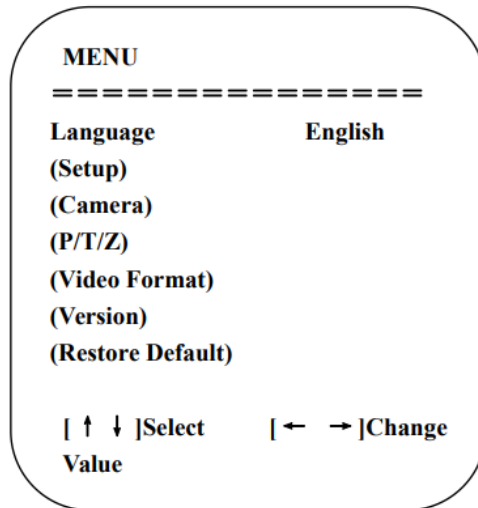 MENU
===============
Language English
(Setup)
(Camera)
(P/T/Z)
(Video Format)
(Version)
(Restore Default)
[ ↑ ↓ ]Select [ ← → ]Change
Value